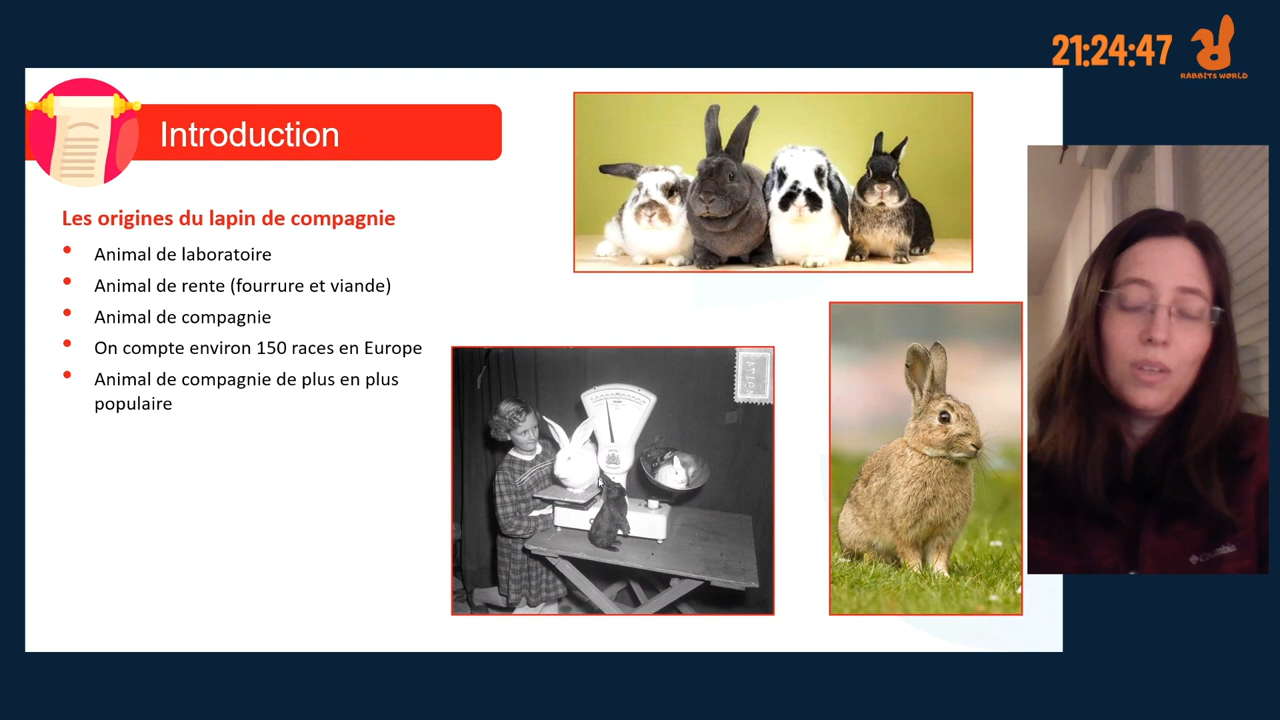 21:24:47
RABBITS WORLD
Introduction
Les origines du lapin de compagnie
Animal de laboratoire
Animal de rente (fourrure et viande)
Animal de compagnie
On compte environ 150 races en Europe
Animal de compagnie de plus en plus
populaire
Columbia